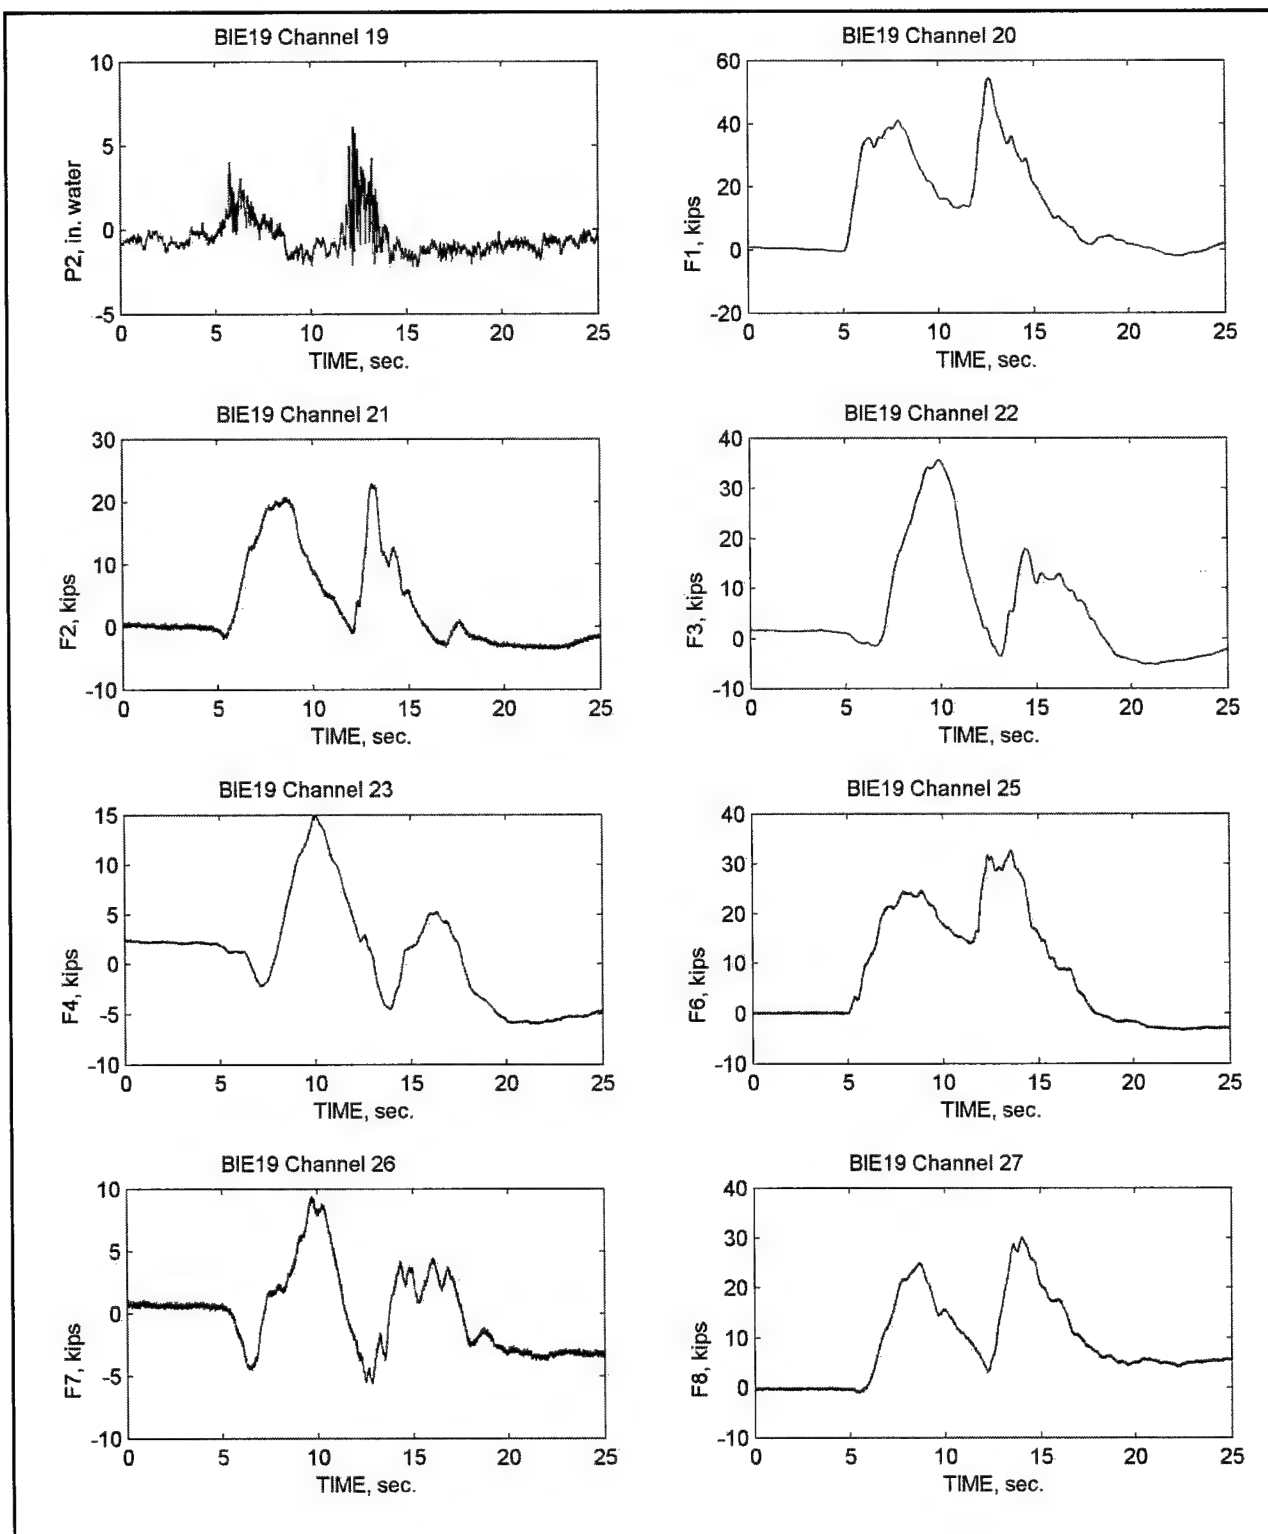 BIE19 Channel 19
10
5
0
-5
P2, in. water
0 5 10 15 20 25
TIME, sec.
BIE19 Channel 20
60
40
20
0
-20
F1, kips
0 5 10 15 20 25
TIME, sec.
BIE19 Channel 21
30
20
10
0
-10
F2, kips
0 5 10 15 20 25
TIME, sec.
BIE19 Channel 22
40
30
20
10
0
-10
F3, kips
0 5 10 15 20 25
TIME, sec.
BIE19 Channel 23
15
10
5
0
-5
-10
F4, kips
0 5 10 15 20 25
TIME, sec.
BIE19 Channel 25
40
30
20
10
0
-10
F6, kips
0 5 10 15 20 25
TIME, sec.
BIE19 Channel 26
10
5
0
-5
-10
F7, kips
0 5 10 15 20 25
TIME, sec.
BIE19 Channel 27
40
30
20
10
0
-10
F8, kips
0 5 10 15 20 25
TIME, sec.